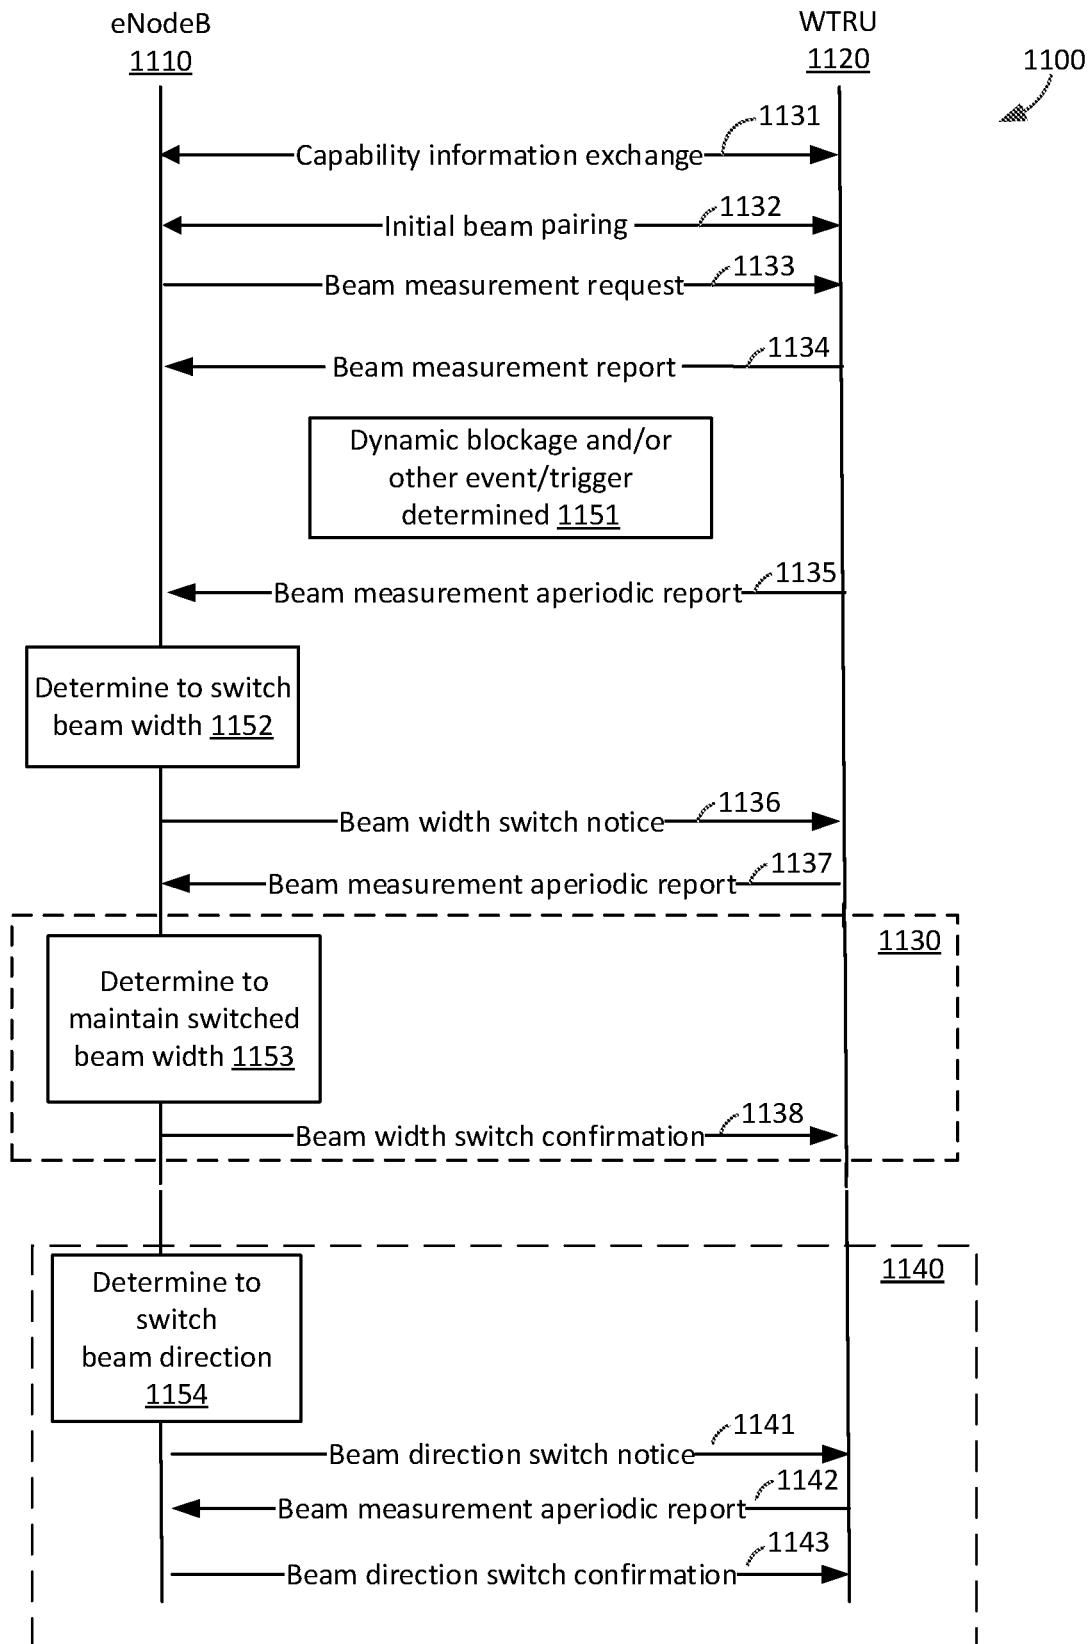 eNodeB
1110
WTRU
1120
1100
1131
Capability information exchange
1132
Initial beam pairing
1133
Beam measurement request
1134
Beam measurement report
Dynamic blockage and/or
other event/trigger
determined 1151
1135
Beam measurement aperiodic report
Determine to switch
beam width 1152
1136
Beam width switch notice
1137
Beam measurement aperiodic report
1130
Determine to
maintain switched
beam width 1153
1138
Beam width switch confirmation
1140
Determine to
switch
beam direction
1154
1141
Beam direction switch notice
1142
Beam measurement aperiodic report
1143
Beam direction switch confirmation